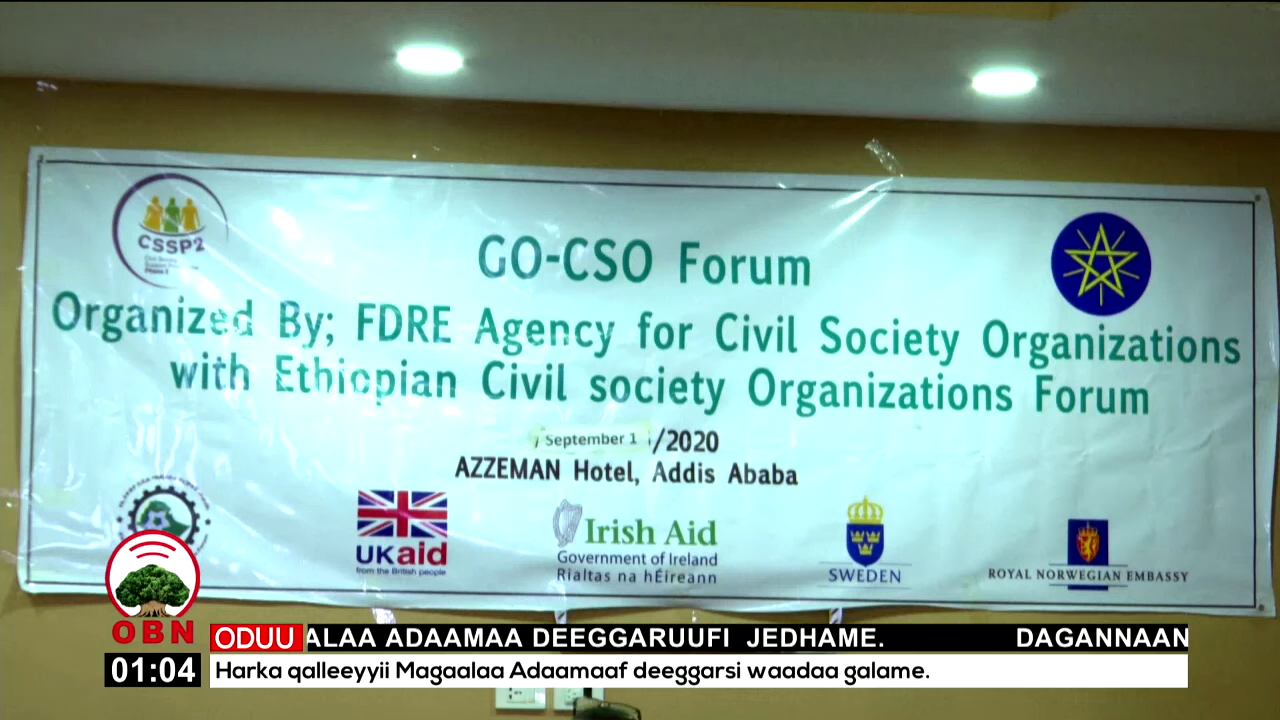 CSSP2
GO-CSO Forum
Organized By; FDRE Agency for Civil Society Organizations
with Ethiopian Civil society Organizations Forum
September 1 /2020
AZZEMAN Hotel, Addis Ababa
UKaid
from the British people
Irish Aid
Government of Ireland
Rialtas na hÉireann
SWEDEN
ROYAL NORWEGIAN EMBASSY
OBN
ODUU
ALAA ADAAMAA DEEGGARUUFI JEDHAME. DAGANNAAN
01:04
Harka qalleeyyii Magaalaa Adaamaaf deeggarsi waadaa galame.